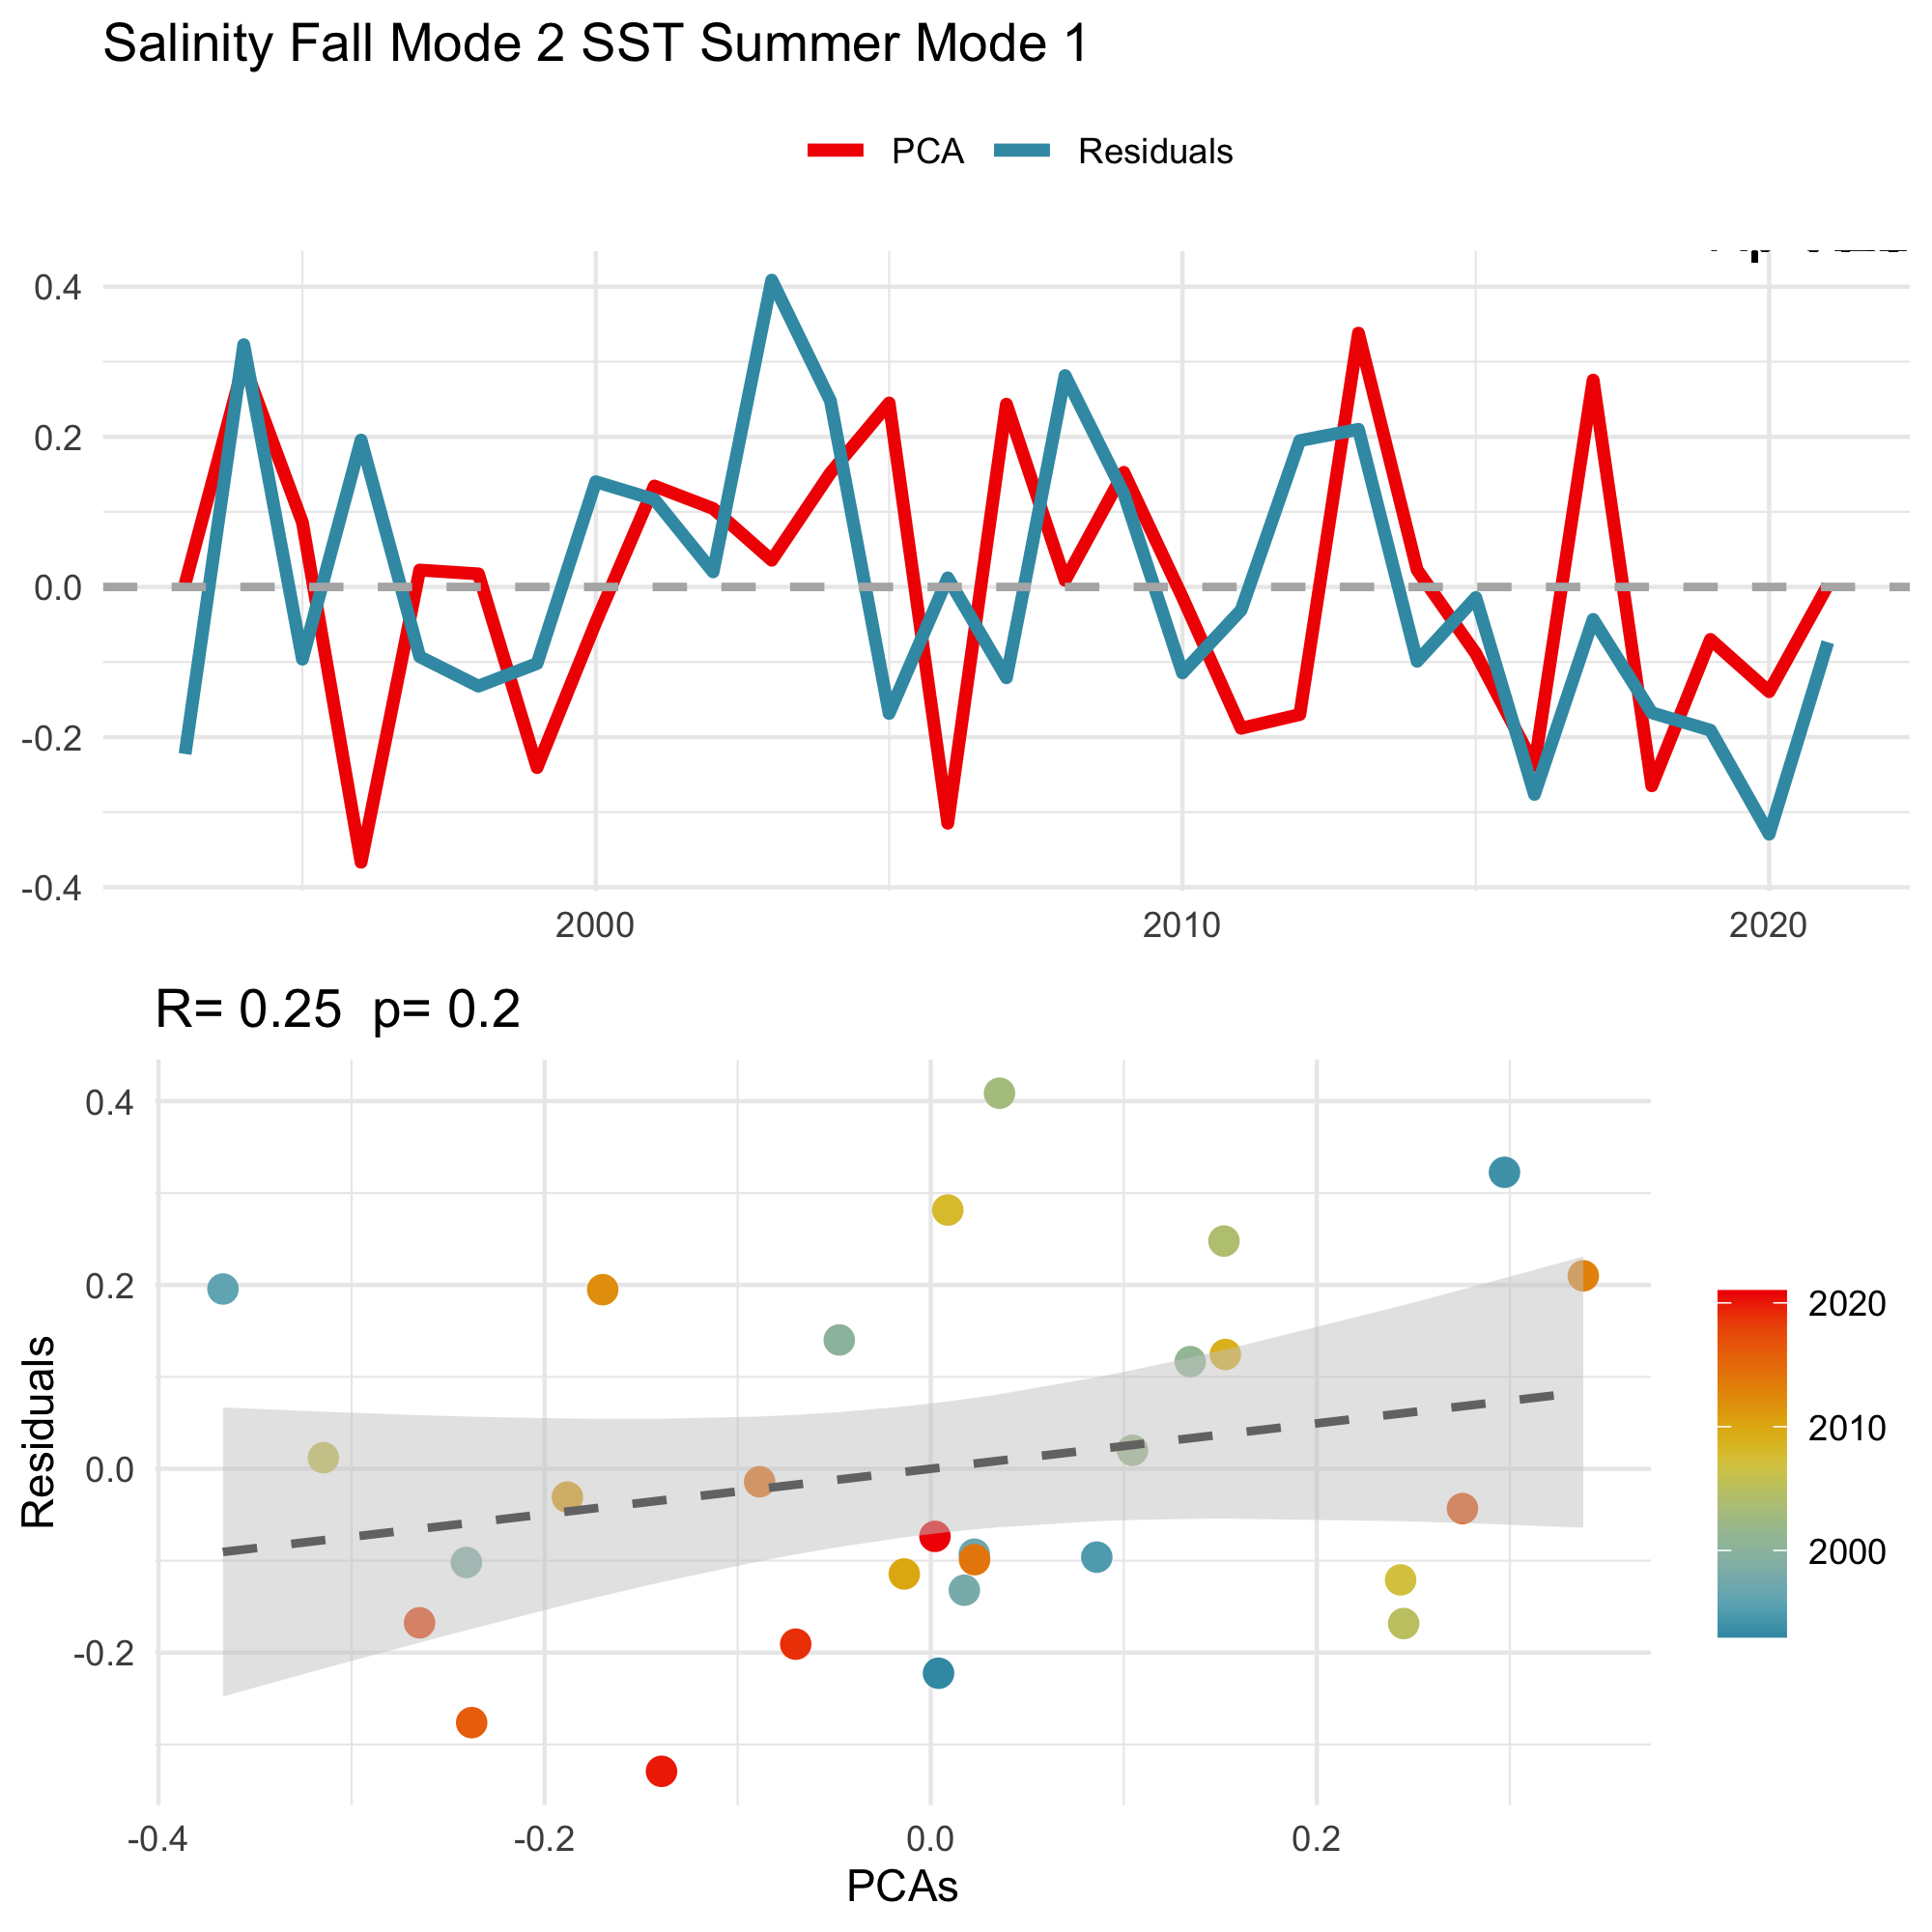 Salinity Fall Mode 2 SST Summer Mode 1
PCA Residuals
0.4
0.2
0.0
-0.2
-0.4
2000 2010 2020
R= 0.25 p= 0.2
0.4
0.2
0.0
-0.2
Residuals
-0.4 -0.2 0.0 0.2
PCAs
2020
2010
2000